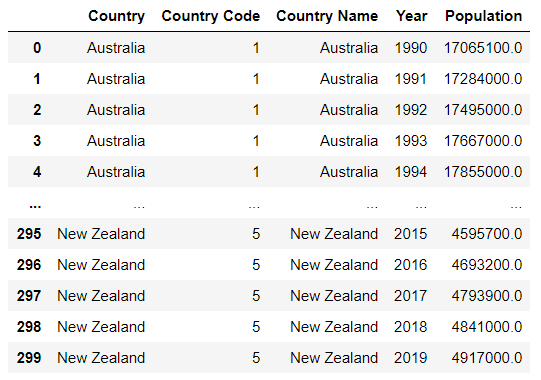 Country Country Code Country Name Year Population
0 Australia 1 Australia 1990 17065100.0
1 Australia 1 Australia 1991 17284000.0
2 Australia 1 Australia 1992 17495000.0
3 Australia 1 Australia 1993 17667000.0
4 Australia 1 Australia 1994 17855000.0
... ... ... ... ... ...
295 New Zealand 5 New Zealand 2015 4595700.0
296 New Zealand 5 New Zealand 2016 4693200.0
297 New Zealand 5 New Zealand 2017 4793900.0
298 New Zealand 5 New Zealand 2018 4841000.0
299 New Zealand 5 New Zealand 2019 4917000.0